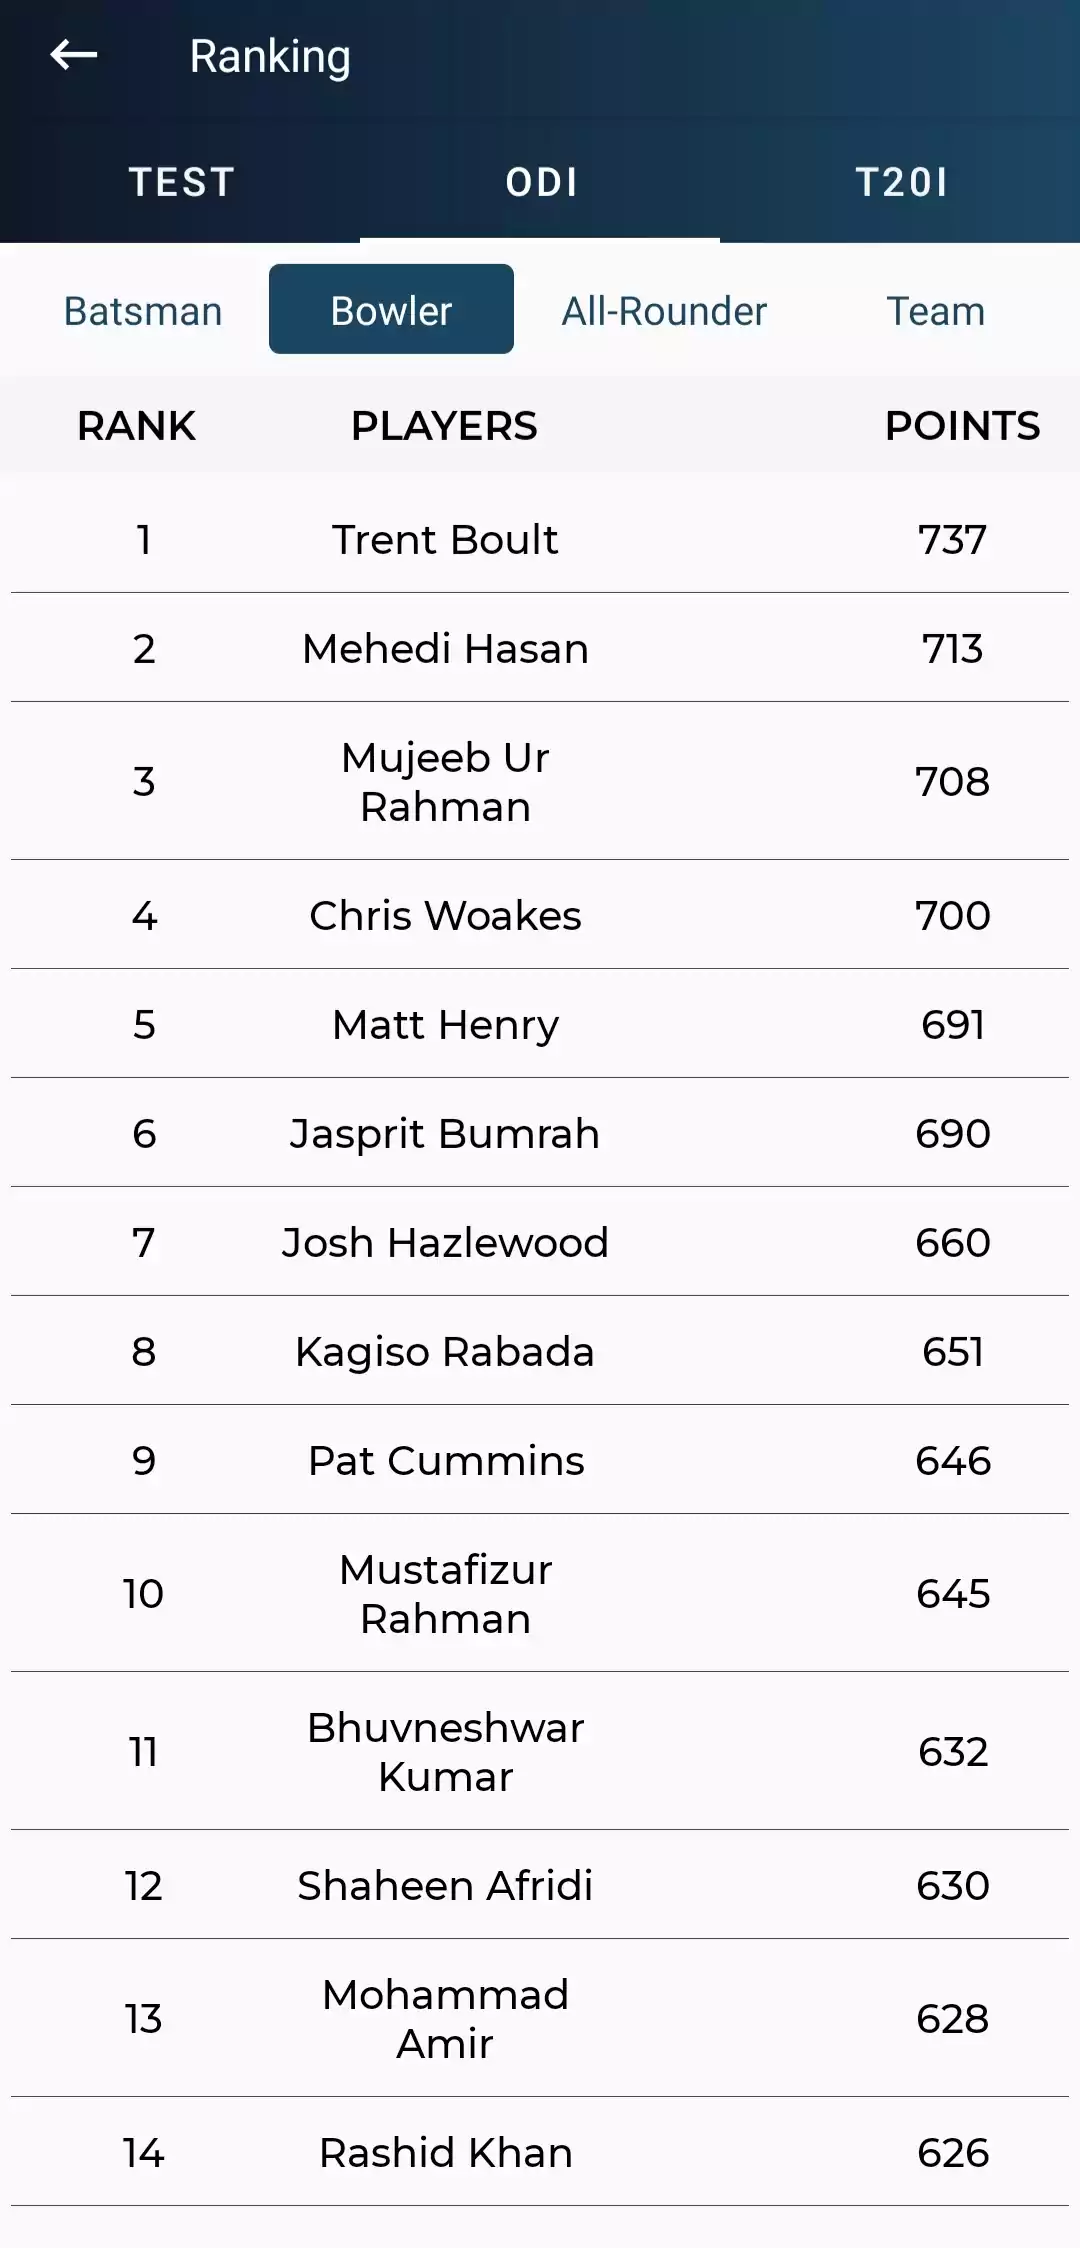 Ranking
TEST ODI T20I
Batsman Bowler All-Rounder Team
RANK PLAYERS POINTS
1 Trent Boult 737
2 Mehedi Hasan 713
3 Mujeeb Ur Rahman 708
4 Chris Woakes 700
5 Matt Henry 691
6 Jasprit Bumrah 690
7 Josh Hazlewood 660
8 Kagiso Rabada 651
9 Pat Cummins 646
10 Mustafizur Rahman 645
11 Bhuvneshwar Kumar 632
12 Shaheen Afridi 630
13 Mohammad Amir 628
14 Rashid Khan 626